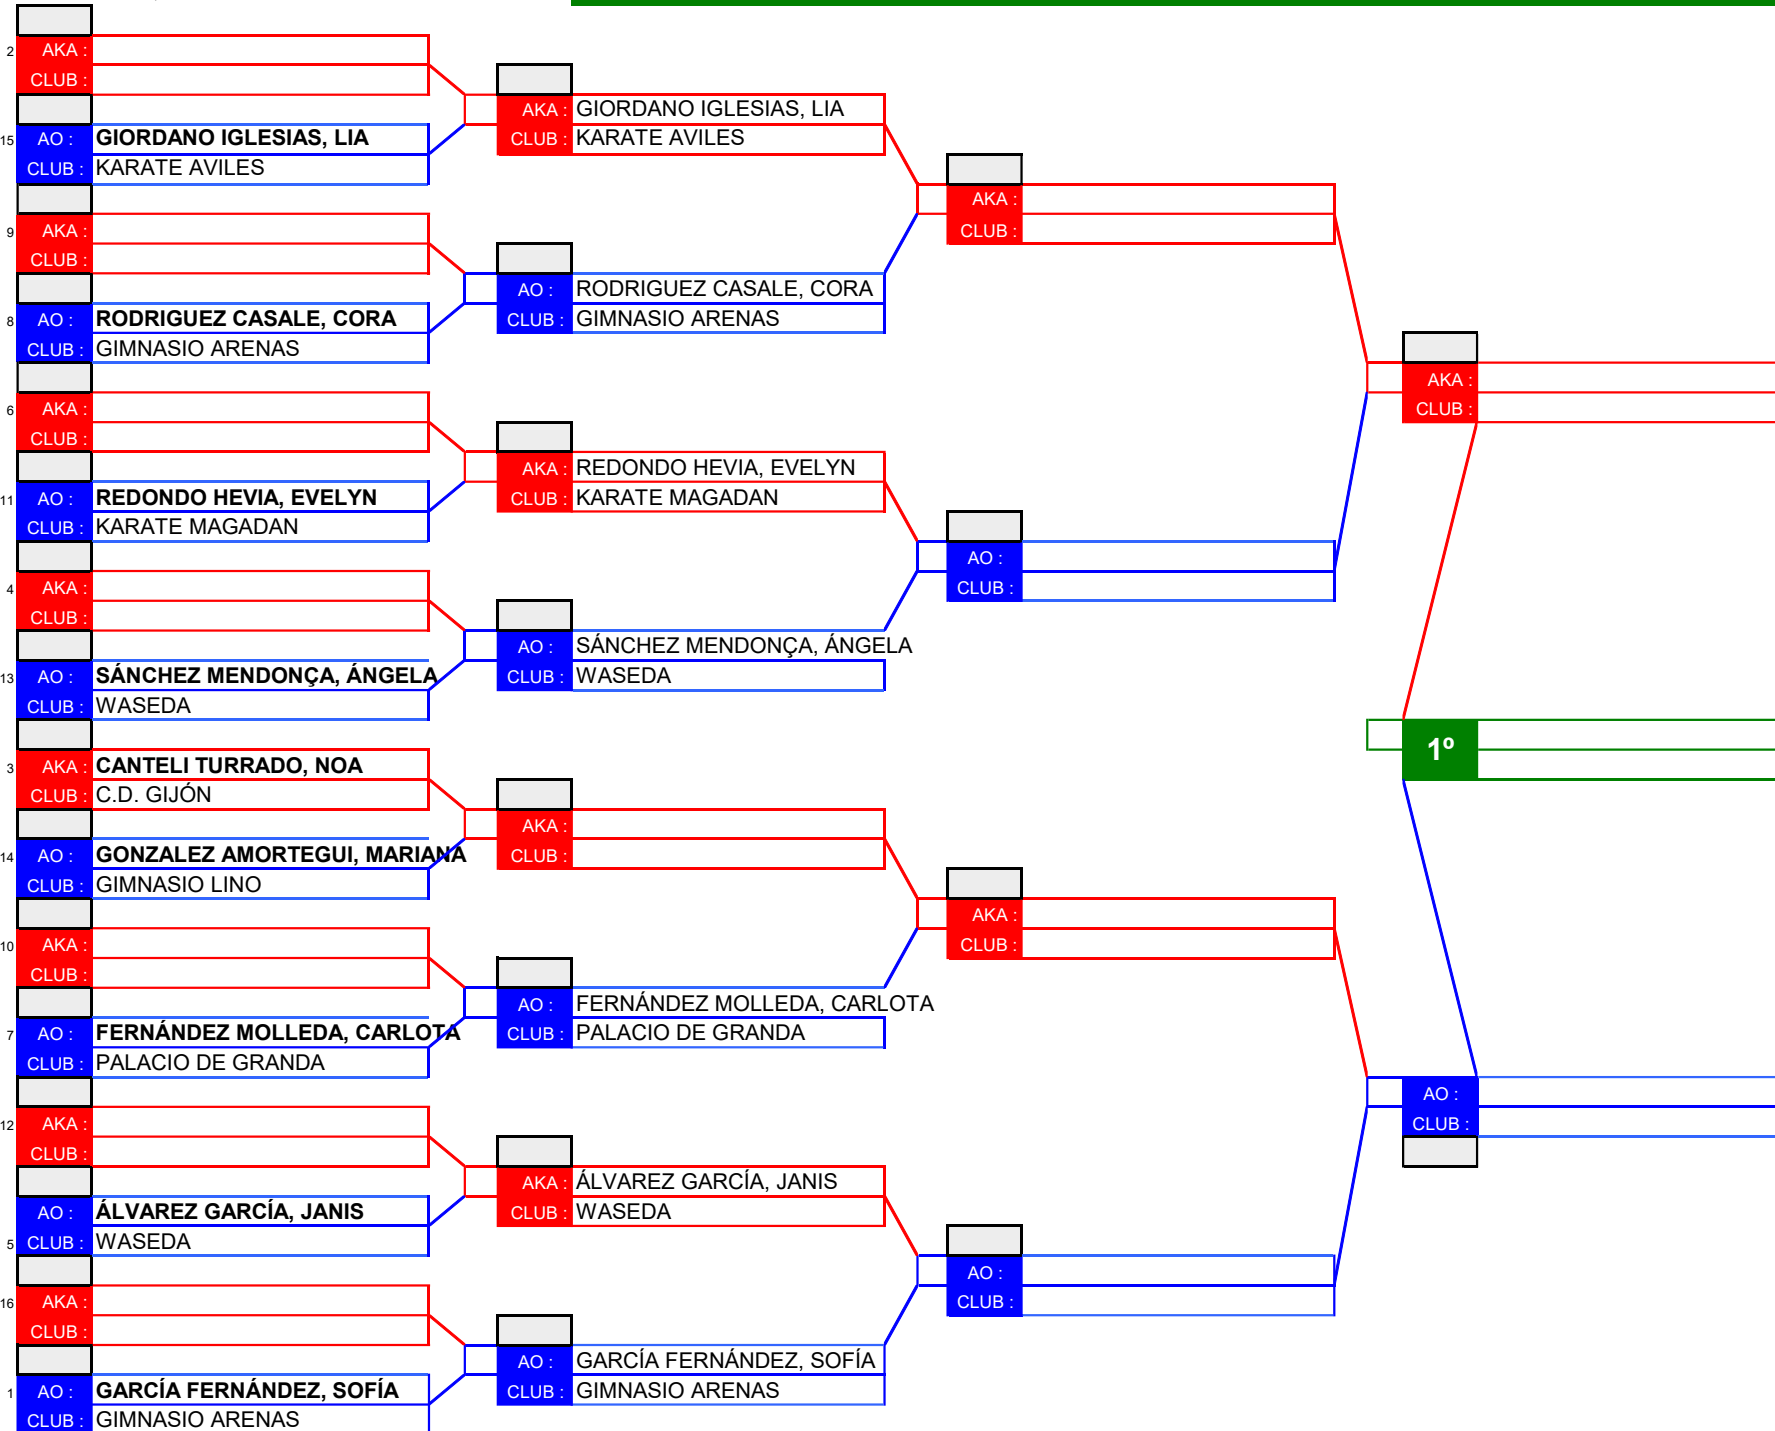 2 AKA :
CLUB :
15 AO : GIORDANO IGLESIAS, LIA
CLUB : KARATE AVILES
9 AKA :
CLUB :
8 AO : RODRIGUEZ CASALE, CORA
CLUB : GIMNASIO ARENAS
6 AKA :
CLUB :
11 AO : REDONDO HEVIA, EVELYN
CLUB : KARATE MAGADAN
4 AKA :
CLUB :
13 AO : SÁNCHEZ MENDONÇA, ÁNGELA
CLUB : WASEDA
3 AKA : CANTELI TURRADO, NOA
CLUB : C.D. GIJÓN
14 AO : GONZALEZ AMORTEGUI, MARIANA
CLUB : GIMNASIO LINO
10 AKA :
CLUB :
7 AO : FERNÁNDEZ MOLLEDA, CARLOTA
CLUB : PALACIO DE GRANDA
12 AKA :
CLUB :
AO : ÁLVAREZ GARCÍA, JANIS
5 CLUB : WASEDA
16 AKA :
CLUB :
1 AO : GARCÍA FERNÁNDEZ, SOFÍA
CLUB : GIMNASIO ARENAS
AKA : GIORDANO IGLESIAS, LIA
CLUB : KARATE AVILES
AO : RODRIGUEZ CASALE, CORA
CLUB : GIMNASIO ARENAS
AKA : REDONDO HEVIA, EVELYN
CLUB : KARATE MAGADAN
AO : SÁNCHEZ MENDONÇA, ÁNGELA
CLUB : WASEDA
AKA :
CLUB :
AO : FERNÁNDEZ MOLLEDA, CARLOTA
CLUB : PALACIO DE GRANDA
AKA : ÁLVAREZ GARCÍA, JANIS
CLUB : WASEDA
AO : GARCÍA FERNÁNDEZ, SOFÍA
CLUB : GIMNASIO ARENAS
AKA :
CLUB :
AO :
CLUB :
AKA :
CLUB :
AO :
CLUB :
AKA :
CLUB :
1º
AO :
CLUB :